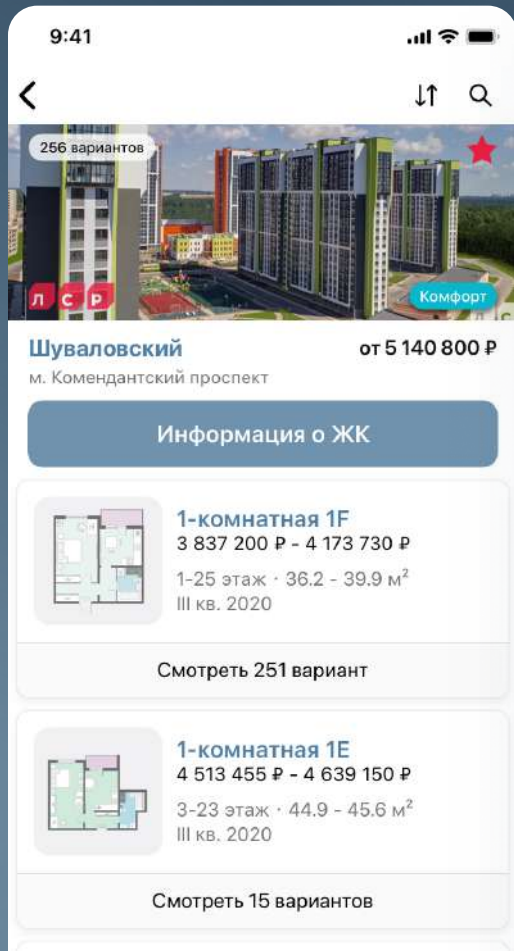 9:41
256 вариантов
ЛСР
Комфорт
Шуваловский
от 5 140 800 ₽
м. Комендантский проспект
Информация о ЖК
1-комнатная 1F
3 837 200 ₽ - 4 173 730 ₽
1-25 этаж · 36.2 - 39.9 м²
III кв. 2020
Смотреть 251 вариант
1-комнатная 1E
4 513 455 ₽ - 4 639 150 ₽
3-23 этаж · 44.9 - 45.6 м²
III кв. 2020
Смотреть 15 вариантов